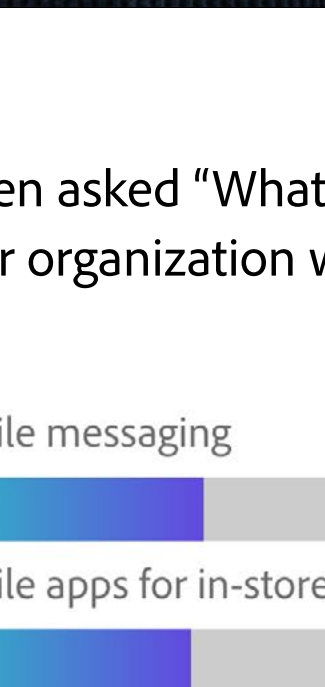 en asked “What
r organization w
ile messaging
ile apps for in-store